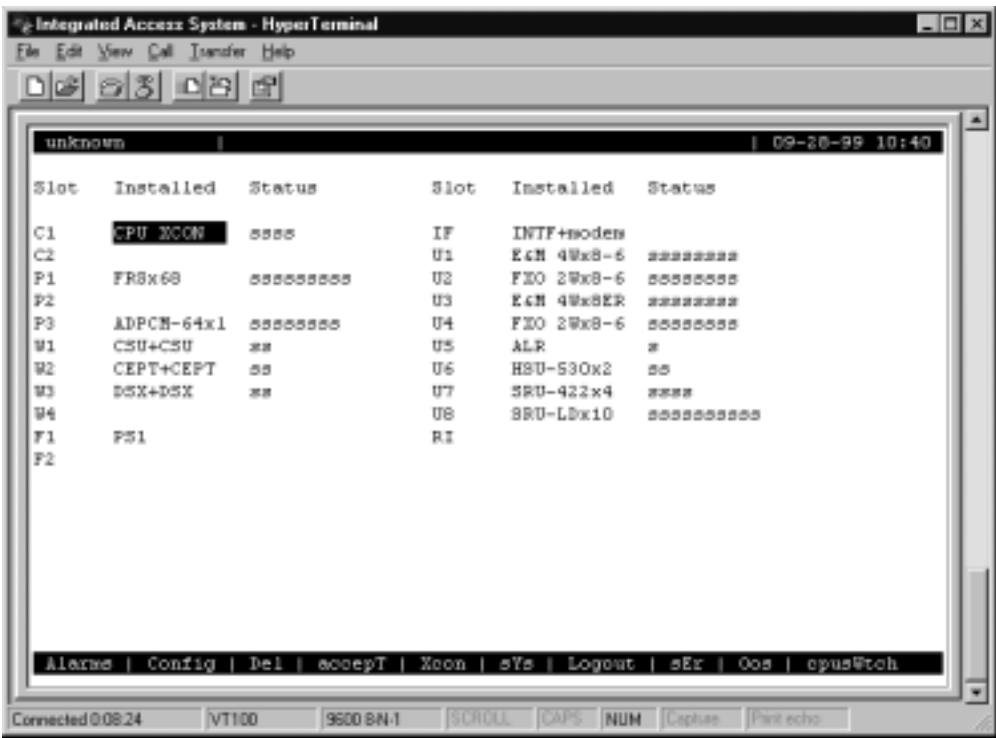 Integrated Access System - HyperTerminal
File Edit View Call Transfer Help
unknown | | 09-28-99 10:40
Slot Installed Status Slot Installed Status
C1 CPU XCON ssss IF INTF+modem
C2 U1 E&M 4Wx8-6 ssssssss
P1 FR8x68 sssssssss U2 FXO 2Wx8-6 ssssssss
P2 U3 E&M 4Wx8ER ssssssss
P3 ADPCM-64x1 ssssssss U4 FXO 2Wx8-6 ssssssss
W1 CSU+CSU ss U5 ALR s
W2 CEPT+CEPT ss U6 HSU-530x2 ss
W3 DSX+DSX ss U7 SRU-422x4 ssss
W4 U8 SRU-LDx10 ssssssssss
F1 PS1 RI
F2
Alarms | Config | Del | accepT | Xcon | sYs | Logout | sEr | Oos | cpusWtch
Connected 0:08:24 VT100 9600 8-N-1 SCROLL CAPS NUM Capture Print echo